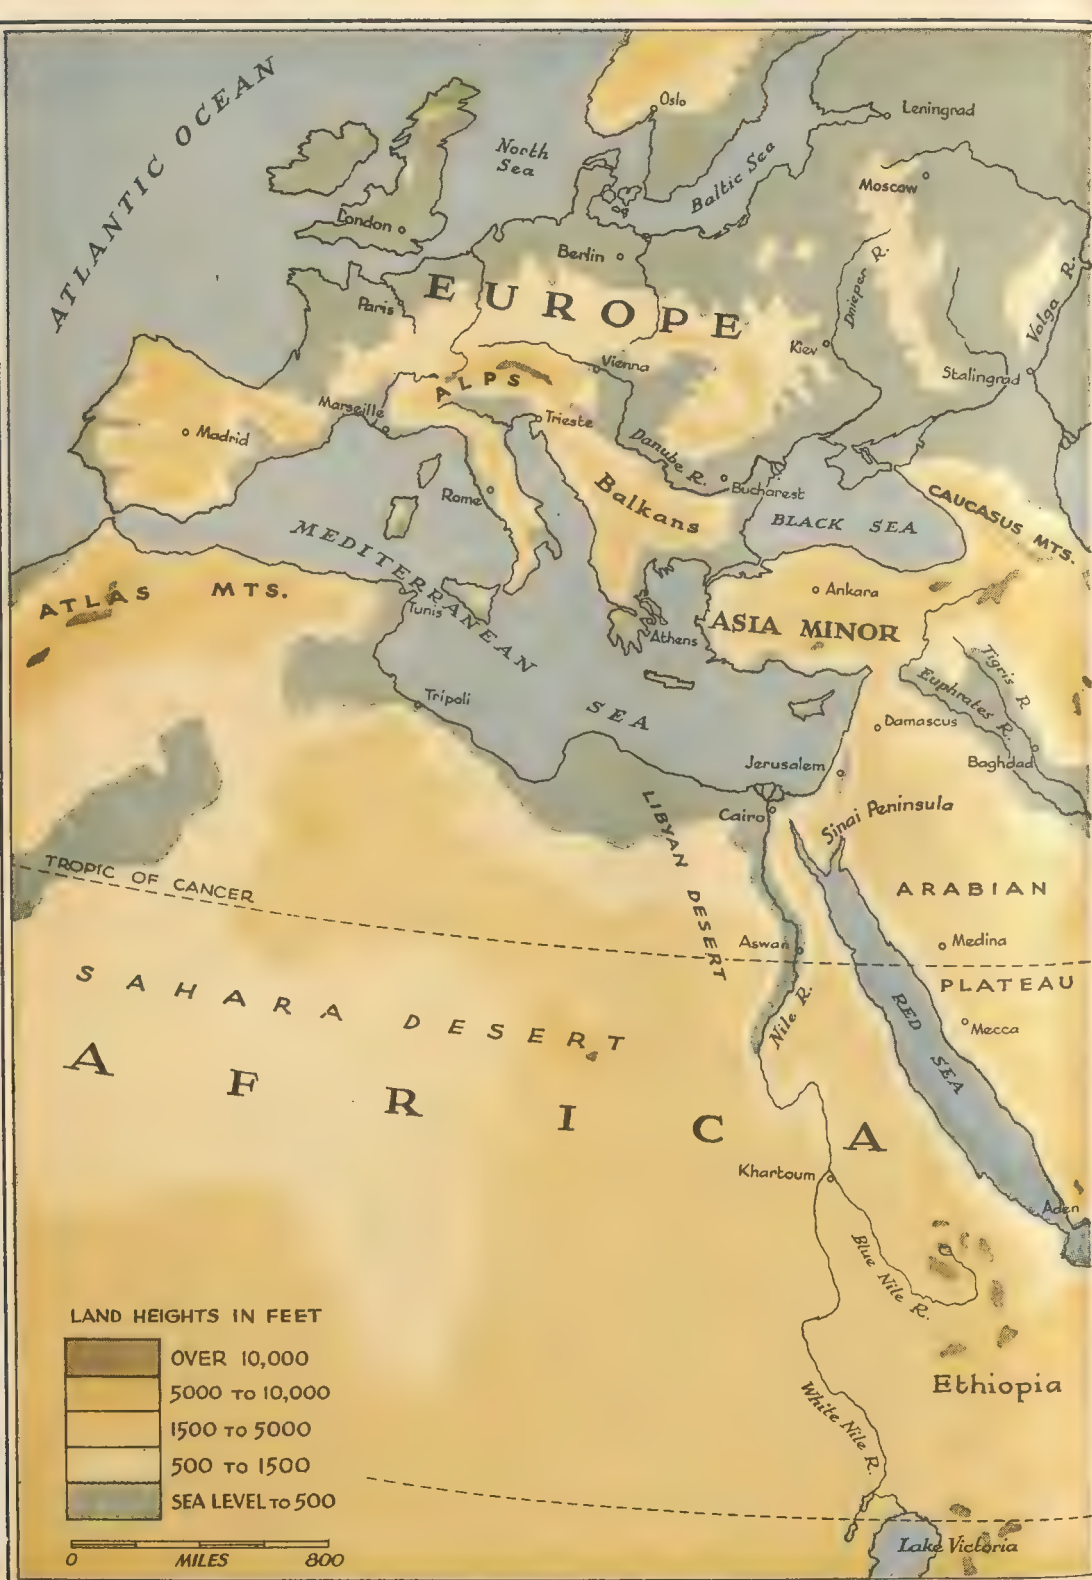 ATLANTIC OCEAN
North
Sea
Oslo
Baltic Sea
Leningrad
Moscow
London
Berlin
EUROPE
Paris
Dnieper R.
Volga R.
Kiev
Stalingrad
Vienna
ALPS
Marseille
Trieste
Madrid
Danube R.
Bucharest
Rome
Balkans
BLACK SEA
CAUCASUS MTS.
MEDITERRANEAN
SEA
ATLAS MTS.
Tunis
Athens
Ankara
ASIA MINOR
Tigris R
Euphrates R.
Tripoli
Damascus
Baghdad
Jerusalem
Cairo
Sinai Peninsula
LIBYAN DESERT
TROPIC OF CANCER
ARABIAN
PLATEAU
Aswan
Medina
Nile R.
RED
SEA
Mecca
SAHARA DESERT
AFRICA
Khartoum
Aden
Blue Nile R.
Ethiopia
White Nile R.
Lake Victoria
LAND HEIGHTS IN FEET
OVER 10,000
5000 TO 10,000
1500 TO 5000
500 TO 1500
SEA LEVEL TO 500
0 MILES 800